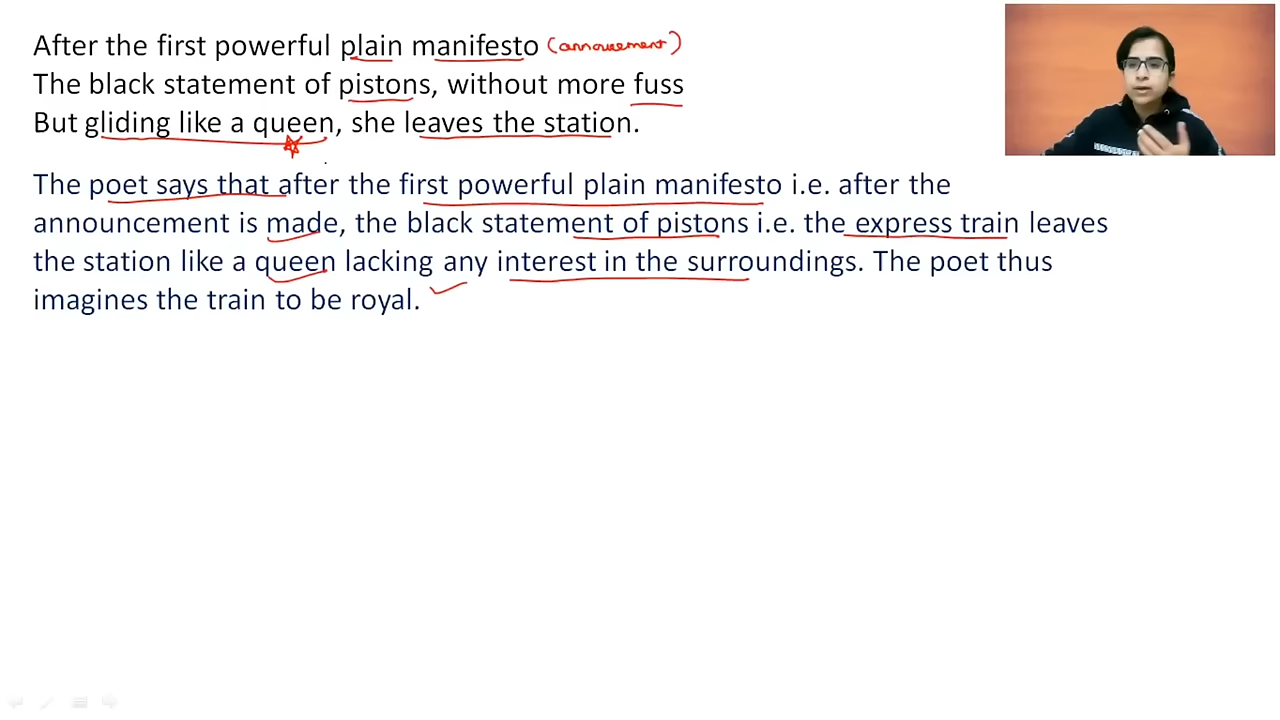 After the first powerful plain manifesto (announcement)
The black statement of pistons, without more fuss
But gliding like a queen, she leaves the station.
The poet says that after the first powerful plain manifesto i.e. after the
announcement is made, the black statement of pistons i.e. the express train leaves
the station like a queen lacking any interest in the surroundings. The poet thus
imagines the train to be royal.